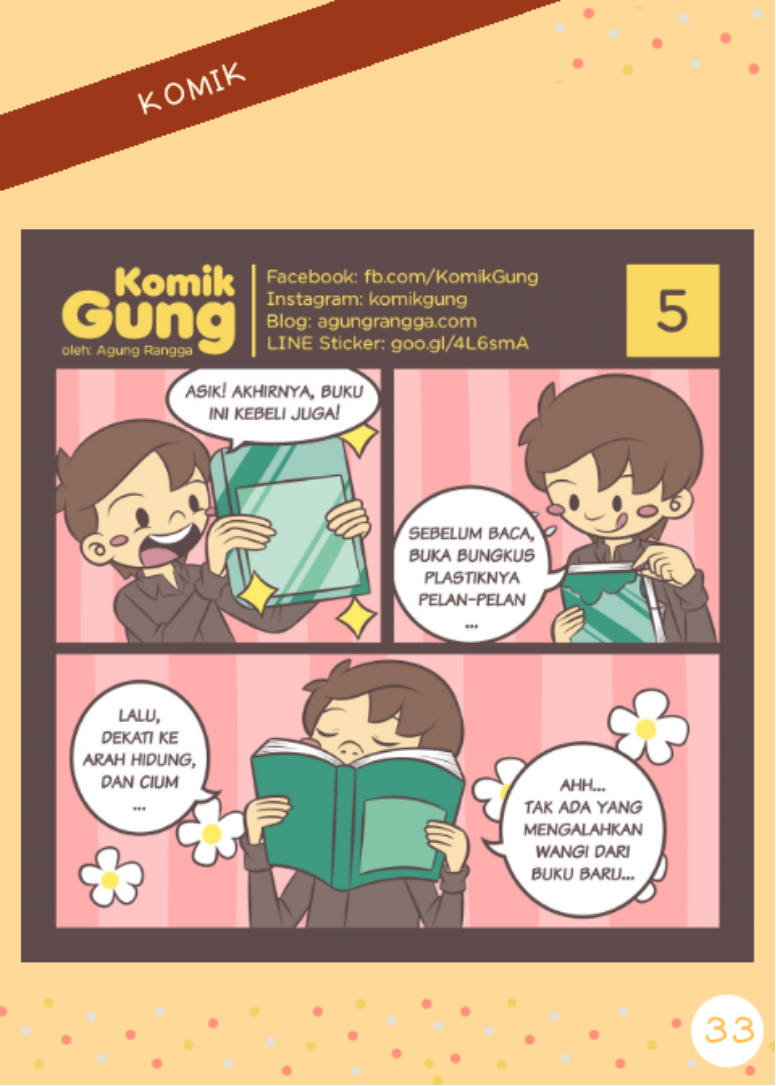 KOMIK
Komik
Gung
oleh: Agung Rangga
Facebook: fb.com/KomikGung
Instagram: komikgung
Blog: agungrangga.com
LINE Sticker: goo.gl/4L6smA
5
ASIK! AKHIRNYA, BUKU
INI KEBELI JUGA!
SEBELUM BACA,
BUKA BUNGKUS
PLASTIKNYA
PELAN-PELAN
...
LALU,
DEKATI KE
ARAH HIDUNG,
DAN CIUM
...
AHH...
TAK ADA YANG
MENGALAHKAN
WANGI DARI
BUKU BARU...
33